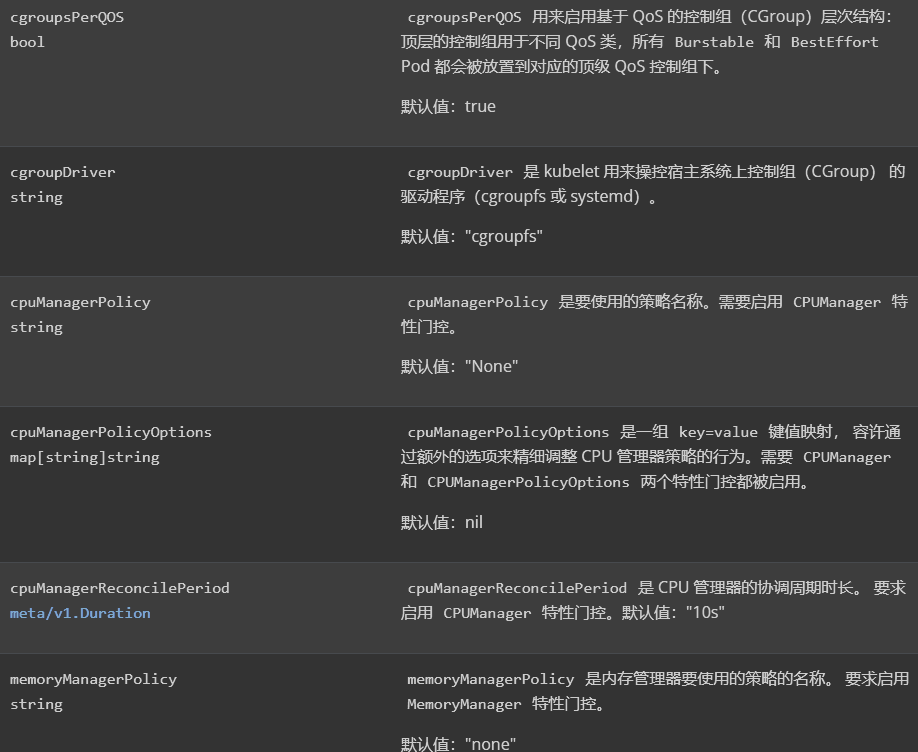 cgroupsPerQOS
bool
cgroupsPerQOS 用来启用基于 QoS 的控制组（CGroup）层次结构：
顶层的控制组用于不同 QoS 类，所有 Burstable 和 BestEffort
Pod 都会被放置到对应的顶级 QoS 控制组下。
默认值：true
cgroupDriver
string
cgroupDriver 是 kubelet 用来操控宿主系统上控制组（CGroup） 的
驱动程序（cgroupfs 或 systemd）。
默认值："cgroupfs"
cpuManagerPolicy
string
cpuManagerPolicy 是要使用的策略名称。需要启用 CPUManager 特
性门控。
默认值："None"
cpuManagerPolicyOptions
map[string]string
cpuManagerPolicyOptions 是一组 key=value 键值映射， 容许通
过额外的选项来精细调整 CPU 管理器策略的行为。需要 CPUManager
和 CPUManagerPolicyOptions 两个特性门控都被启用。
默认值：nil
cpuManagerReconcilePeriod
meta/v1.Duration
cpuManagerReconcilePeriod 是 CPU 管理器的协调周期时长。 要求
启用 CPUManager 特性门控。默认值："10s"
memoryManagerPolicy
string
memoryManagerPolicy 是内存管理器要使用的策略的名称。 要求启用
MemoryManager 特性门控。
默认值："none"